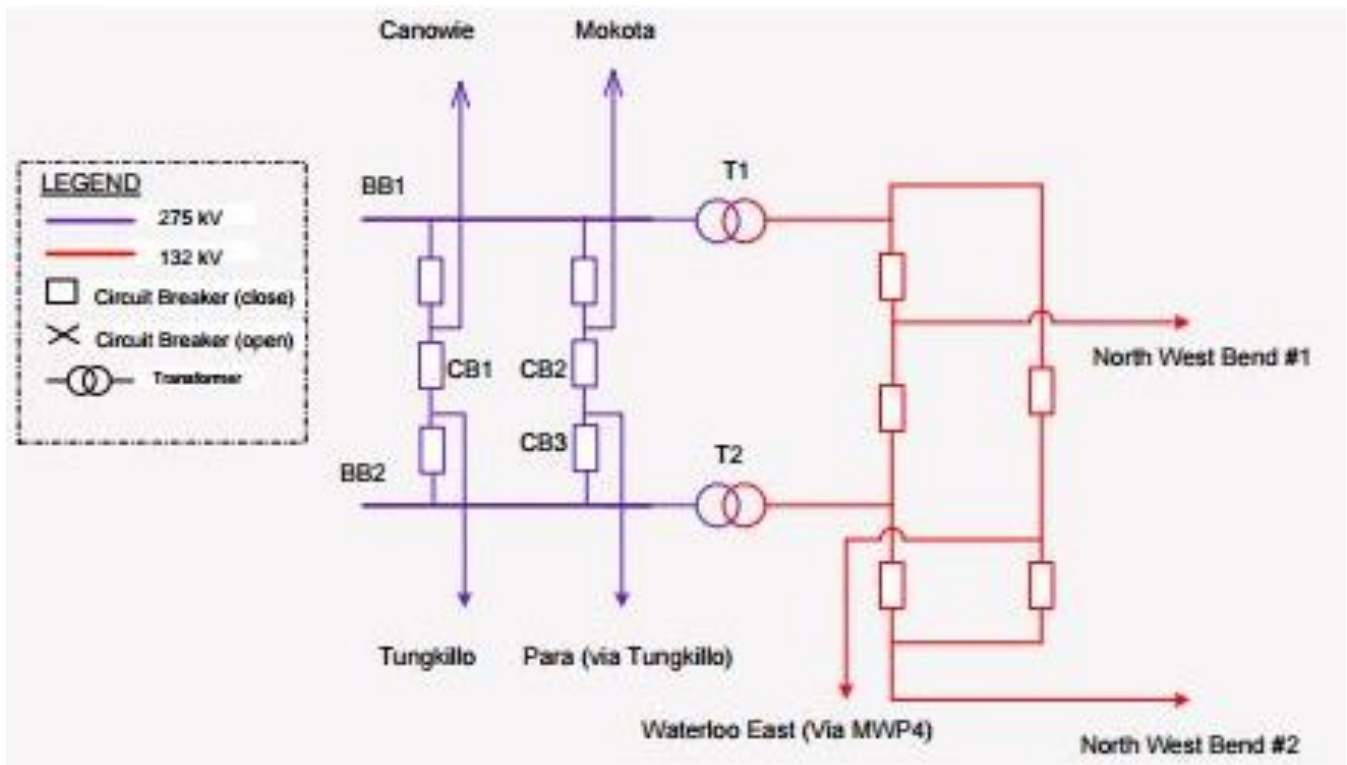 Canowie
Mokota
LEGEND
275 kV
132 kV
Circuit Breaker (close)
Circuit Breaker (open)
Transformer
BB1
T1
CB1
CB2
North West Bend #1
CB3
BB2
T2
Tungkillo
Para (via Tungkillo)
Waterloo East (Via MWP4)
North West Bend #2